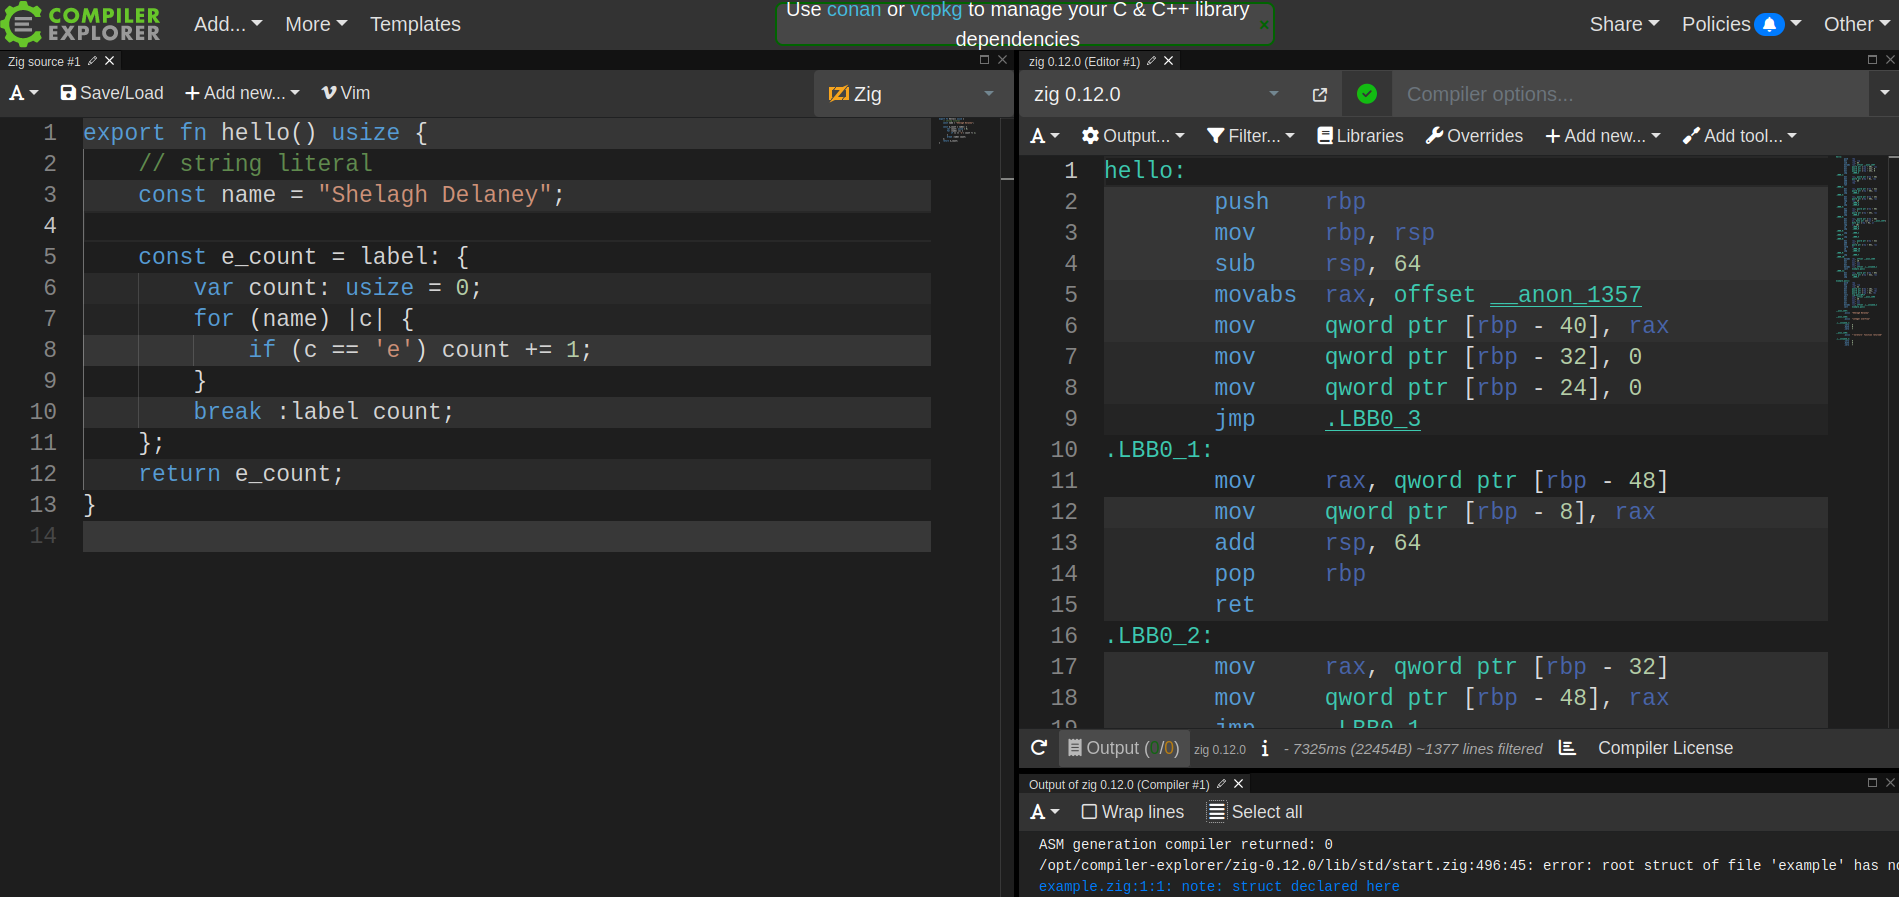 COMPILER EXPLORER Add... More Templates Use conan or vcpkg to manage your C & C++ library dependencies × Share Policies Other
Zig source #1
A Save/Load + Add new... Vim Zig
1 export fn hello() usize {
2 // string literal
3 const name = "Shelagh Delaney";
4
5 const e_count = label: {
6 var count: usize = 0;
7 for (name) |c| {
8 if (c == 'e') count += 1;
9 }
10 break :label count;
11 };
12 return e_count;
13 }
14
zig 0.12.0 (Editor #1)
zig 0.12.0 Compiler options...
A Output... Filter... Libraries Overrides + Add new... Add tool...
1 hello:
2 push rbp
3 mov rbp, rsp
4 sub rsp, 64
5 movabs rax, offset __anon_1357
6 mov qword ptr [rbp - 40], rax
7 mov qword ptr [rbp - 32], 0
8 mov qword ptr [rbp - 24], 0
9 jmp .LBB0_3
10 .LBB0_1:
11 mov rax, qword ptr [rbp - 48]
12 mov qword ptr [rbp - 8], rax
13 add rsp, 64
14 pop rbp
15 ret
16 .LBB0_2:
17 mov rax, qword ptr [rbp - 32]
18 mov qword ptr [rbp - 48], rax
19 jmp .LBB0_1
Output (0/0) zig 0.12.0 i - 7325ms (22454B) ~1377 lines filtered Compiler License
Output of zig 0.12.0 (Compiler #1)
A Wrap lines Select all
ASM generation compiler returned: 0
/opt/compiler-explorer/zig-0.12.0/lib/std/start.zig:496:45: error: root struct of file 'example' has
example.zig:1:1: note: struct declared here